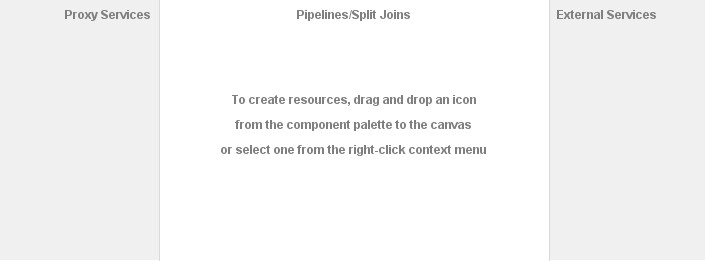 Proxy Services
Pipelines/Split Joins
External Services
To create resources, drag and drop an icon
from the component palette to the canvas
or select one from the right-click context menu